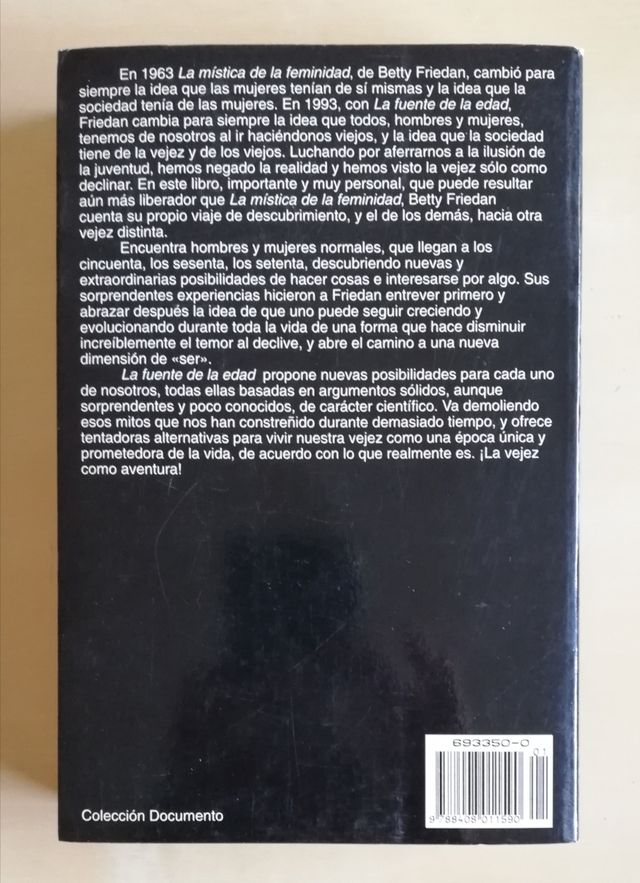 En 1963 La mística de la feminidad, de Betty Friedan, cambió para
siempre la idea que las mujeres tenían de sí mismas y la idea que la
sociedad tenía de las mujeres. En 1993, con La fuente de la edad,
Friedan cambia para siempre la idea que todos, hombres y mujeres,
tenemos de nosotros al ir haciéndonos viejos, y la idea que la sociedad
tiene de la vejez y de los viejos. Luchando por aferrarnos a la ilusión de
la juventud, hemos negado la realidad y hemos visto la vejez sólo como
declinar. En este libro, importante y muy personal, que puede resultar
aún más liberador que La mística de la feminidad, Betty Friedan
cuenta su propio viaje de descubrimiento, y el de los demás, hacia otra
vejez distinta.
Encuentra hombres y mujeres normales, que llegan a los
cincuenta, los sesenta, los setenta, descubriendo nuevas y
extraordinarias posibilidades de hacer cosas e interesarse por algo. Sus
sorprendentes experiencias hicieron a Friedan entrever primero y
abrazar después la idea de que uno puede seguir creciendo y
evolucionando durante toda la vida de una forma que hace disminuir
increíblemente el temor al declive, y abre el camino a una nueva
dimensión de «ser».
La fuente de la edad propone nuevas posibilidades para cada uno
de nosotros, todas ellas basadas en argumentos sólidos, aunque
sorprendentes y poco conocidos, de carácter científico. Va demoliendo
esos mitos que nos han constreñido durante demasiado tiempo, y ofrece
tentadoras alternativas para vivir nuestra vejez como una época única y
prometedora de la vida, de acuerdo con lo que realmente es. ¡La vejez
como aventura!
693350-0
01
9788408011590
Colección Documento